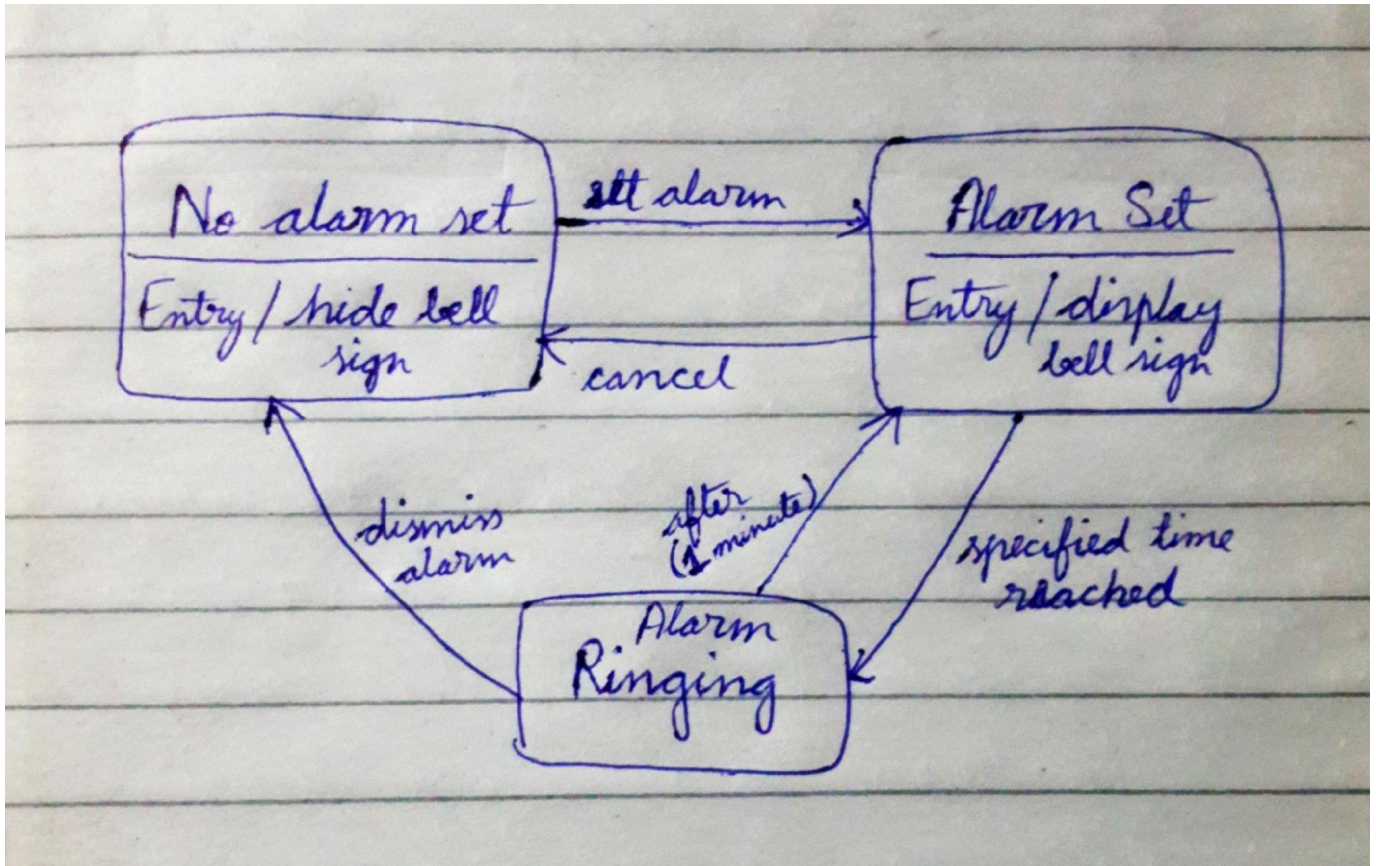 No alarm set
Entry / hide bell
sign
set alarm
cancel
Alarm Set
Entry / display
bell sign
dismiss
alarm
after
(1 minute)
specified time
reached
Alarm
Ringing